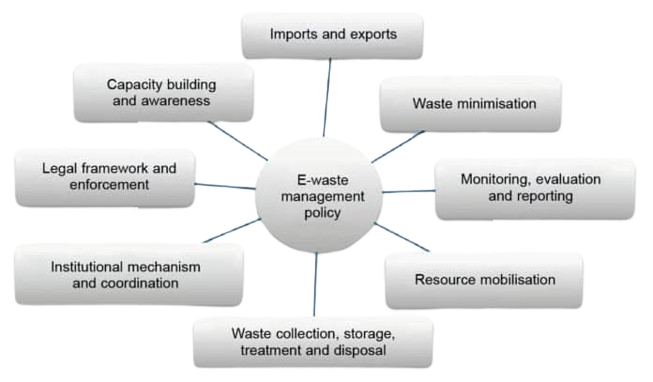 Imports and exports
Capacity building
and awareness
Waste minimisation
Legal framework and
enforcement
E-waste
management
policy
Monitoring, evaluation
and reporting
Institutional mechanism
and coordination
Resource mobilisation
Waste collection, storage,
treatment and disposal